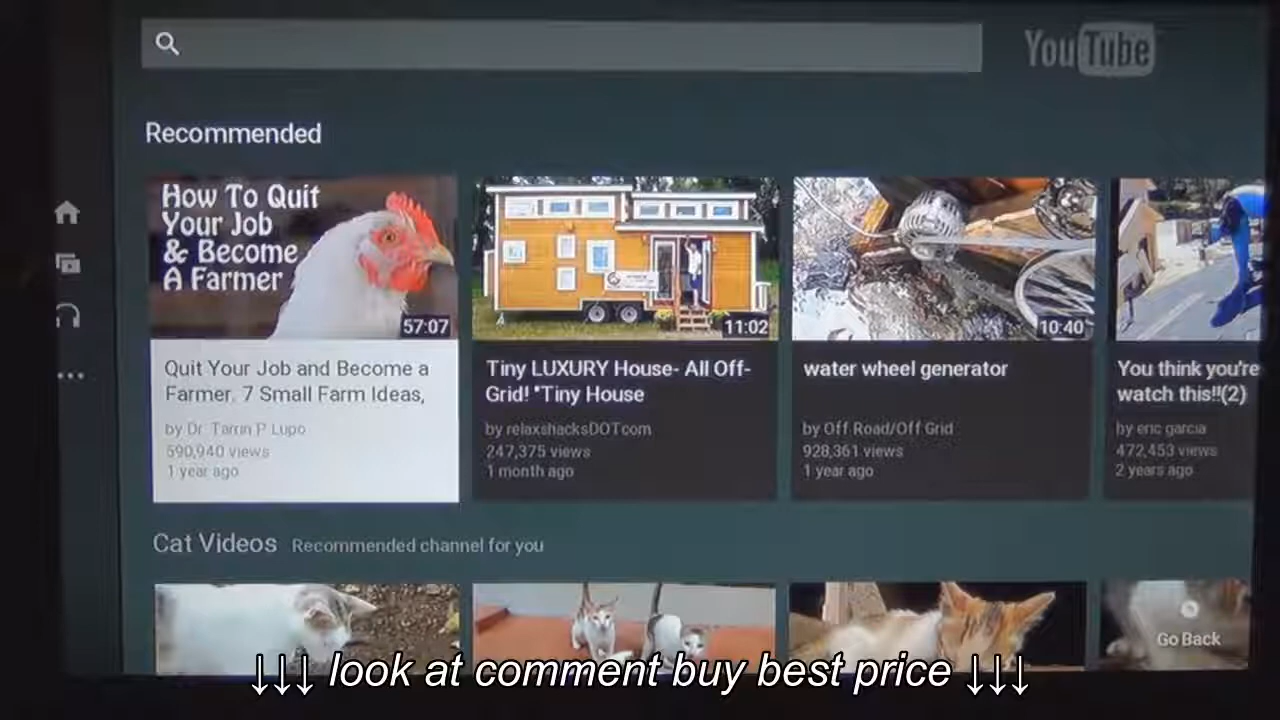 YouTube
Recommended
How To Quit
Your Job
& Become
A Farmer
57:07
11:02
10:40
Quit Your Job and Become a
Farmer. 7 Small Farm Ideas,
by Dr. Tarrin P Lupo
590,940 views
1 year ago
Tiny LUXURY House- All Off-
Grid! "Tiny House
by relaxshacksDOTcom
247,375 views
1 month ago
water wheel generator
by Off Road/Off Grid
928,361 views
1 year ago
You think you're
watch this!!(2)
by eric garcia
472,453 views
2 years ago
Cat Videos Recommended channel for you
Go Back
↓↓↓ look at comment buy best price ↓↓↓